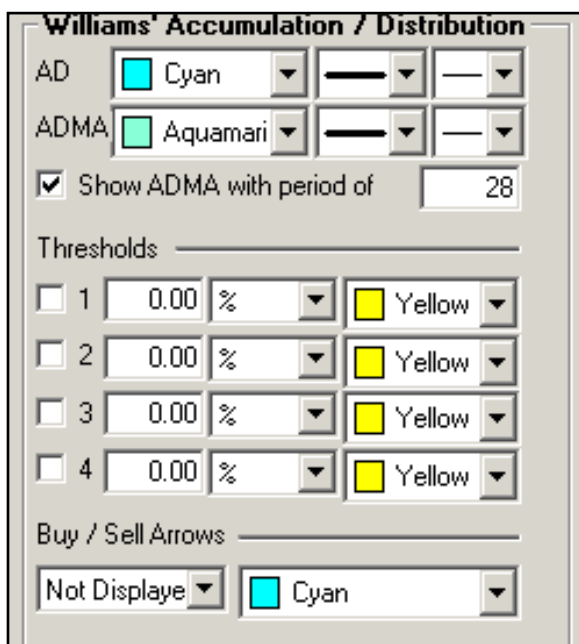 Williams' Accumulation / Distribution
AD Cyan
ADMA Aquamari
Show ADMA with period of 28
Thresholds
1 0.00 % Yellow
2 0.00 % Yellow
3 0.00 % Yellow
4 0.00 % Yellow
Buy / Sell Arrows
Not Displaye Cyan